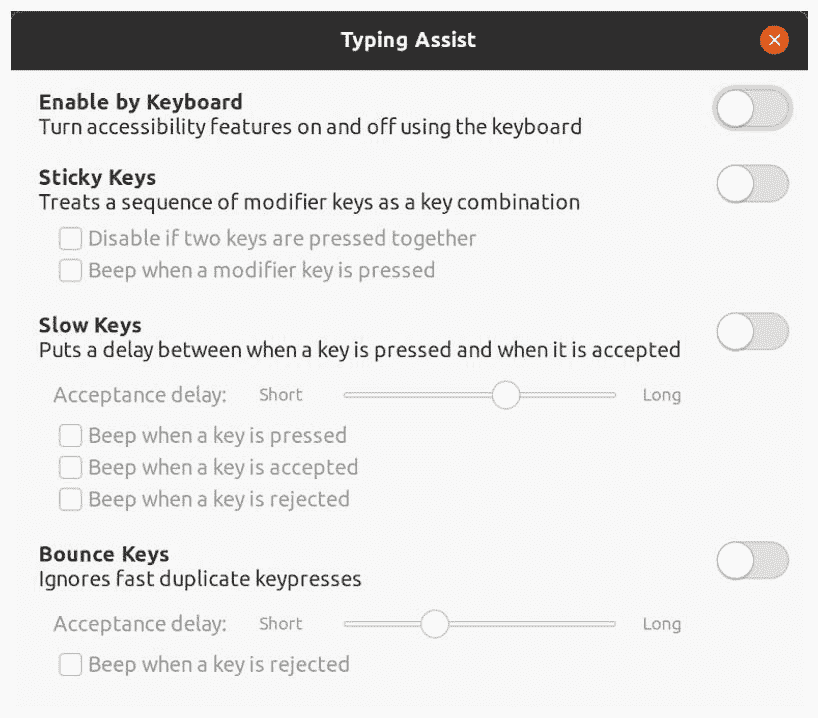 Typing Assist
Enable by Keyboard
Turn accessibility features on and off using the keyboard
Sticky Keys
Treats a sequence of modifier keys as a key combination
Disable if two keys are pressed together
Beep when a modifier key is pressed
Slow Keys
Puts a delay between when a key is pressed and when it is accepted
Acceptance delay: Short Long
Beep when a key is pressed
Beep when a key is accepted
Beep when a key is rejected
Bounce Keys
Ignores fast duplicate keypresses
Acceptance delay: Short Long
Beep when a key is rejected